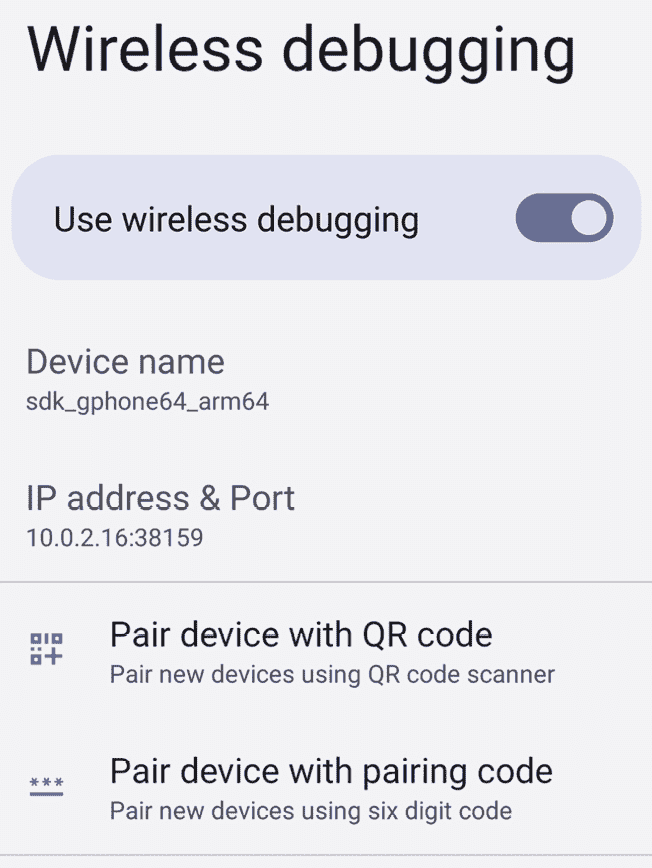 Wireless debugging
Use wireless debugging
Device name
sdk_gphone64_arm64
IP address & Port
10.0.2.16:38159
Pair device with QR code
Pair new devices using QR code scanner
***
Pair device with pairing code
Pair new devices using six digit code